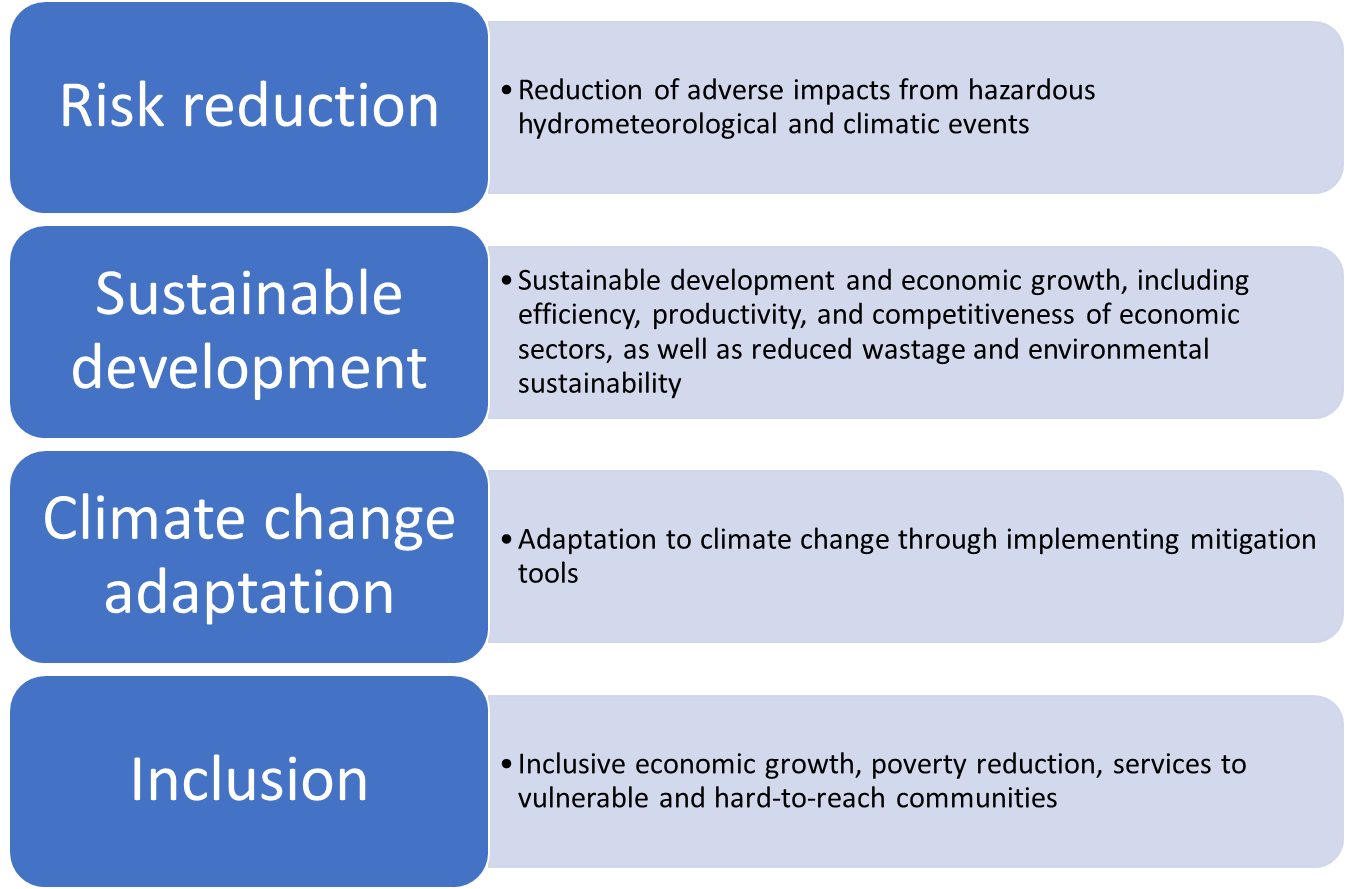 Risk reduction
• Reduction of adverse impacts from hazardous
hydrometeorological and climatic events
Sustainable
development
• Sustainable development and economic growth, including
efficiency, productivity, and competitiveness of economic
sectors, as well as reduced wastage and environmental
sustainability
Climate change
adaptation
• Adaptation to climate change through implementing mitigation
tools
Inclusion
• Inclusive economic growth, poverty reduction, services to
vulnerable and hard-to-reach communities